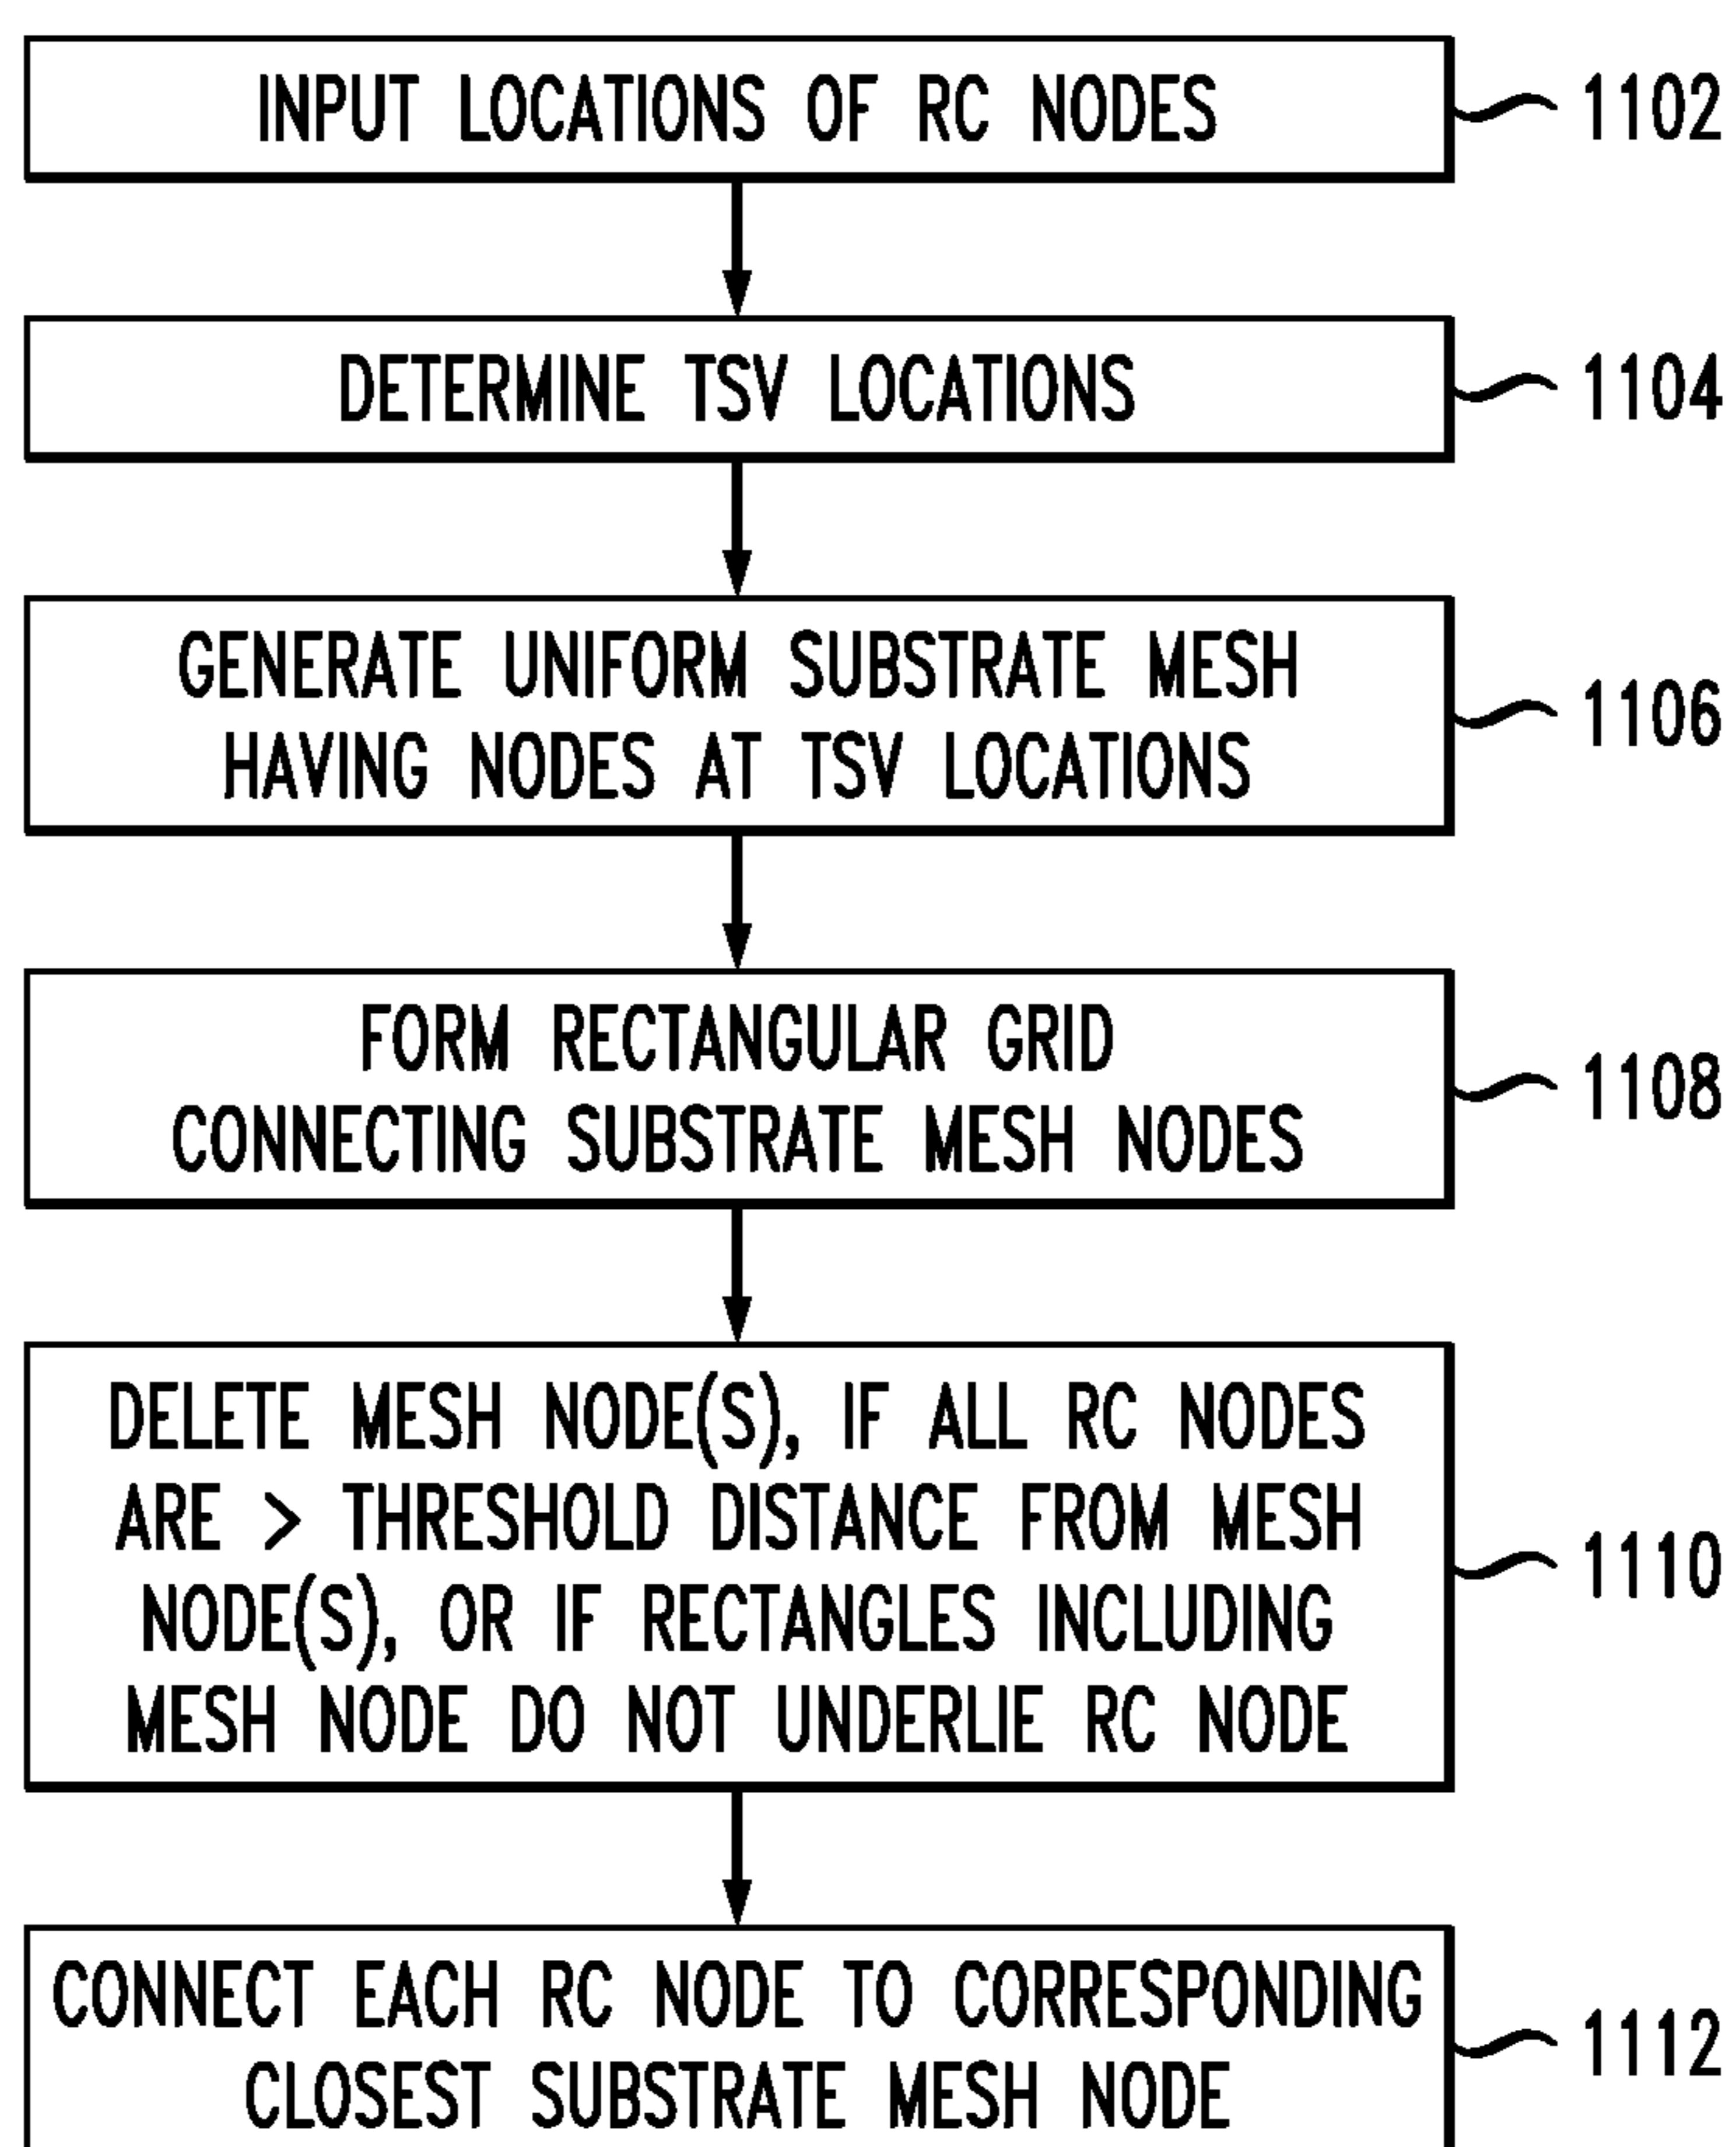 INPUT LOCATIONS OF RC NODES
1102
DETERMINE TSV LOCATIONS
1104
GENERATE UNIFORM SUBSTRATE MESH
HAVING NODES AT TSV LOCATIONS
1106
FORM RECTANGULAR GRID
CONNECTING SUBSTRATE MESH NODES
1108
DELETE MESH NODE(S), IF ALL RC NODES
ARE > THRESHOLD DISTANCE FROM MESH
NODE(S), OR IF RECTANGLES INCLUDING
MESH NODE DO NOT UNDERLIE RC NODE
1110
CONNECT EACH RC NODE TO CORRESPONDING
CLOSEST SUBSTRATE MESH NODE
1112